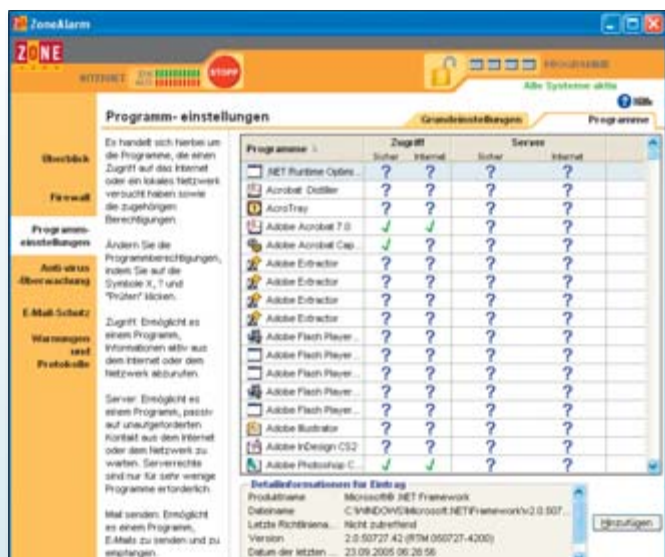 ZoneAlarm
ZONE
INTERNET
STOPP
PROGRAMME
Alle Systeme aktiv
Hilfe
Programm- einstellungen
Grundeinstellungen
Programme
Überblick
Firewall
Programm-
einstellungen
Anti-virus
-Überwachung
E-Mail-Schutz
Warnungen
und
Protokolle
Es handelt sich hierbei um
die Programme, die einen
Zugriff auf das Internet
oder ein lokales Netzwerk
versucht haben sowie
die zugehörigen
Berechtigungen.
Ändern Sie die
Programmberechtigungen,
indem Sie auf die
Symbole X, ? und
"Prüfen" klicken.
Zugriff: Ermöglicht es
einem Programm,
Informationen aktiv aus
dem Internet oder dem
Netzwerk abzurufen.
Server: Ermöglicht es
einem Programm, passiv
auf unaufgeforderten
Kontakt aus dem Internet
oder dem Netzwerk zu
warten. Serverrechte
sind nur für sehr wenige
Programme erforderlich.
Mail senden: Ermöglicht
es einem Programm,
E-Mails zu senden und zu
empfangen.
Programme Zugriff Server
Sicher Internet Sicher Internet
.NET Runtime Optimi... ? ? ? ?
Acrobat Distiller ? ? ? ?
AcroTray ? ? ? ?
Adobe Acrobat 7.0 ? ?
Adobe Acrobat Cap... ? ? ?
Adobe Extractor ? ? ? ?
Adobe Extractor ? ? ? ?
Adobe Extractor ? ? ? ?
Adobe Extractor ? ? ? ?
Adobe Flash Player... ? ? ? ?
Adobe Flash Player... ? ? ? ?
Adobe Flash Player... ? ? ? ?
Adobe Flash Player... ? ? ? ?
Adobe Flash Player... ? ? ? ?
Adobe Illustrator ? ? ? ?
Adobe InDesign CS2 ? ? ? ?
Adobe Photoshop C... ? ?
Detailinformationen für Eintrag
Produktname Microsoft® .NET Framework
Dateiname C:\WINDOWS\Microsoft.NET\Framework\v2.0.507...
Letzte Richtliniena... Nicht zutreffend
Version 2.0.50727.42 (RTM.050727-4200)
Datum der letzten ... 23.09.2005 06:28:56
Hinzufügen